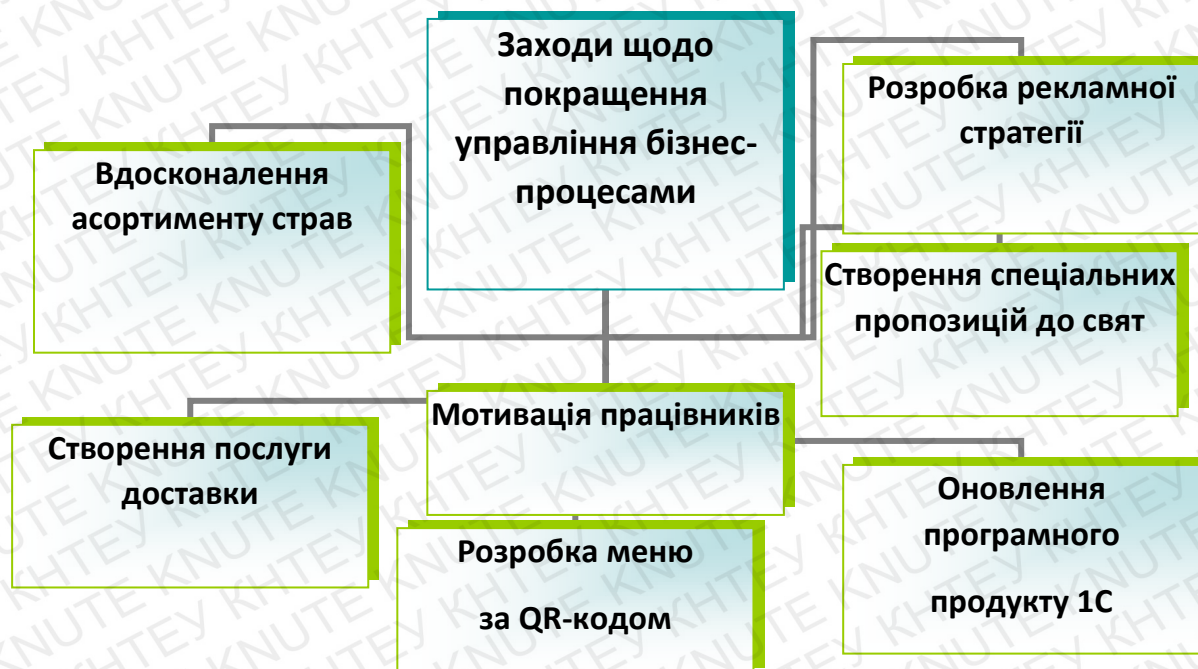 Заходи щодо
покращення
управління бізнес-
процесами
Розробка рекламної
стратегії
Вдосконалення
асортименту страв
Створення спеціальних
пропозицій до свят
Мотивація працівників
Створення послуги
доставки
Оновлення
програмного
продукту 1С
Розробка меню
за QR-кодом